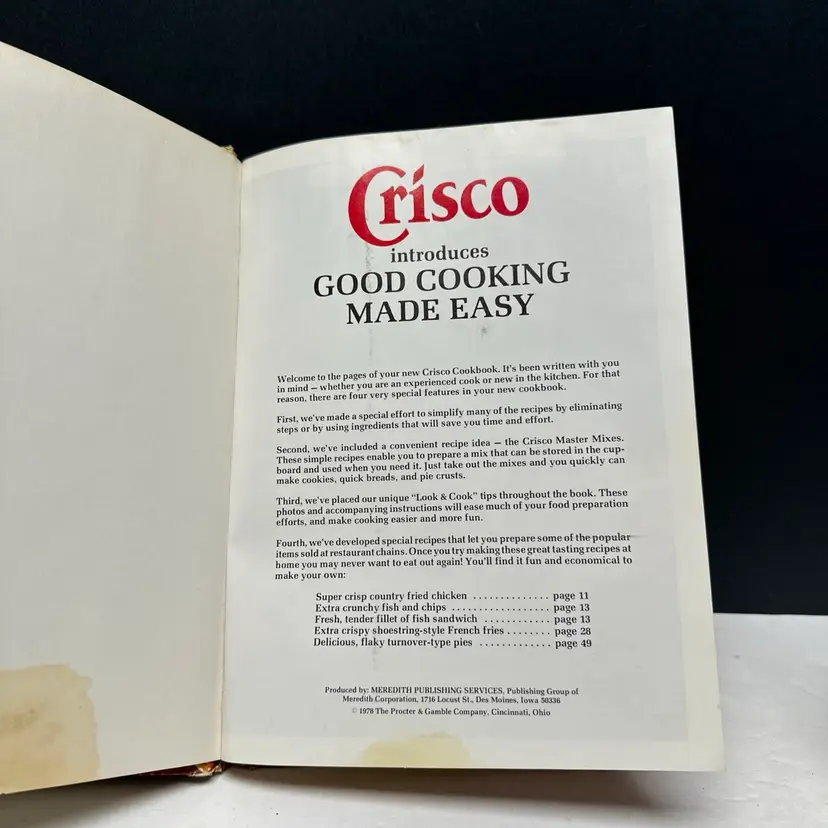 Crisco
introduces
GOOD COOKING
MADE EASY
Welcome to the pages of your new Crisco Cookbook. It's been written with you
in mind — whether you are an experienced cook or new in the kitchen. For that
reason, there are four very special features in your new cookbook.
First, we've made a special effort to simplify many of the recipes by eliminating
steps or by using ingredients that will save you time and effort.
Second, we've included a convenient recipe idea — the Crisco Master Mixes.
These simple recipes enable you to prepare a mix that can be stored in the cup-
board and used when you need it. Just take out the mixes and you quickly can
make cookies, quick breads, and pie crusts.
Third, we've placed our unique "Look & Cook" tips throughout the book. These
photos and accompanying instructions will ease much of your food preparation
efforts, and make cooking easier and more fun.
Fourth, we've developed special recipes that let you prepare some of the popular
items sold at restaurant chains. Once you try making these great tasting recipes at
home you may never want to eat out again! You'll find it fun and economical to
make your own:
Super crisp country fried chicken . . . . . . . . . . . . . . page 11
Extra crunchy fish and chips . . . . . . . . . . . . . . . . . . page 13
Fresh, tender fillet of fish sandwich . . . . . . . . . . . . page 13
Extra crispy shoestring-style French fries . . . . . . . . page 28
Delicious, flaky turnover-type pies . . . . . . . . . . . . . page 49
Produced by: MEREDITH PUBLISHING SERVICES, Publishing Group of
Meredith Corporation, 1716 Locust St., Des Moines, Iowa 50336
© 1978 The Procter & Gamble Company, Cincinnati, Ohio